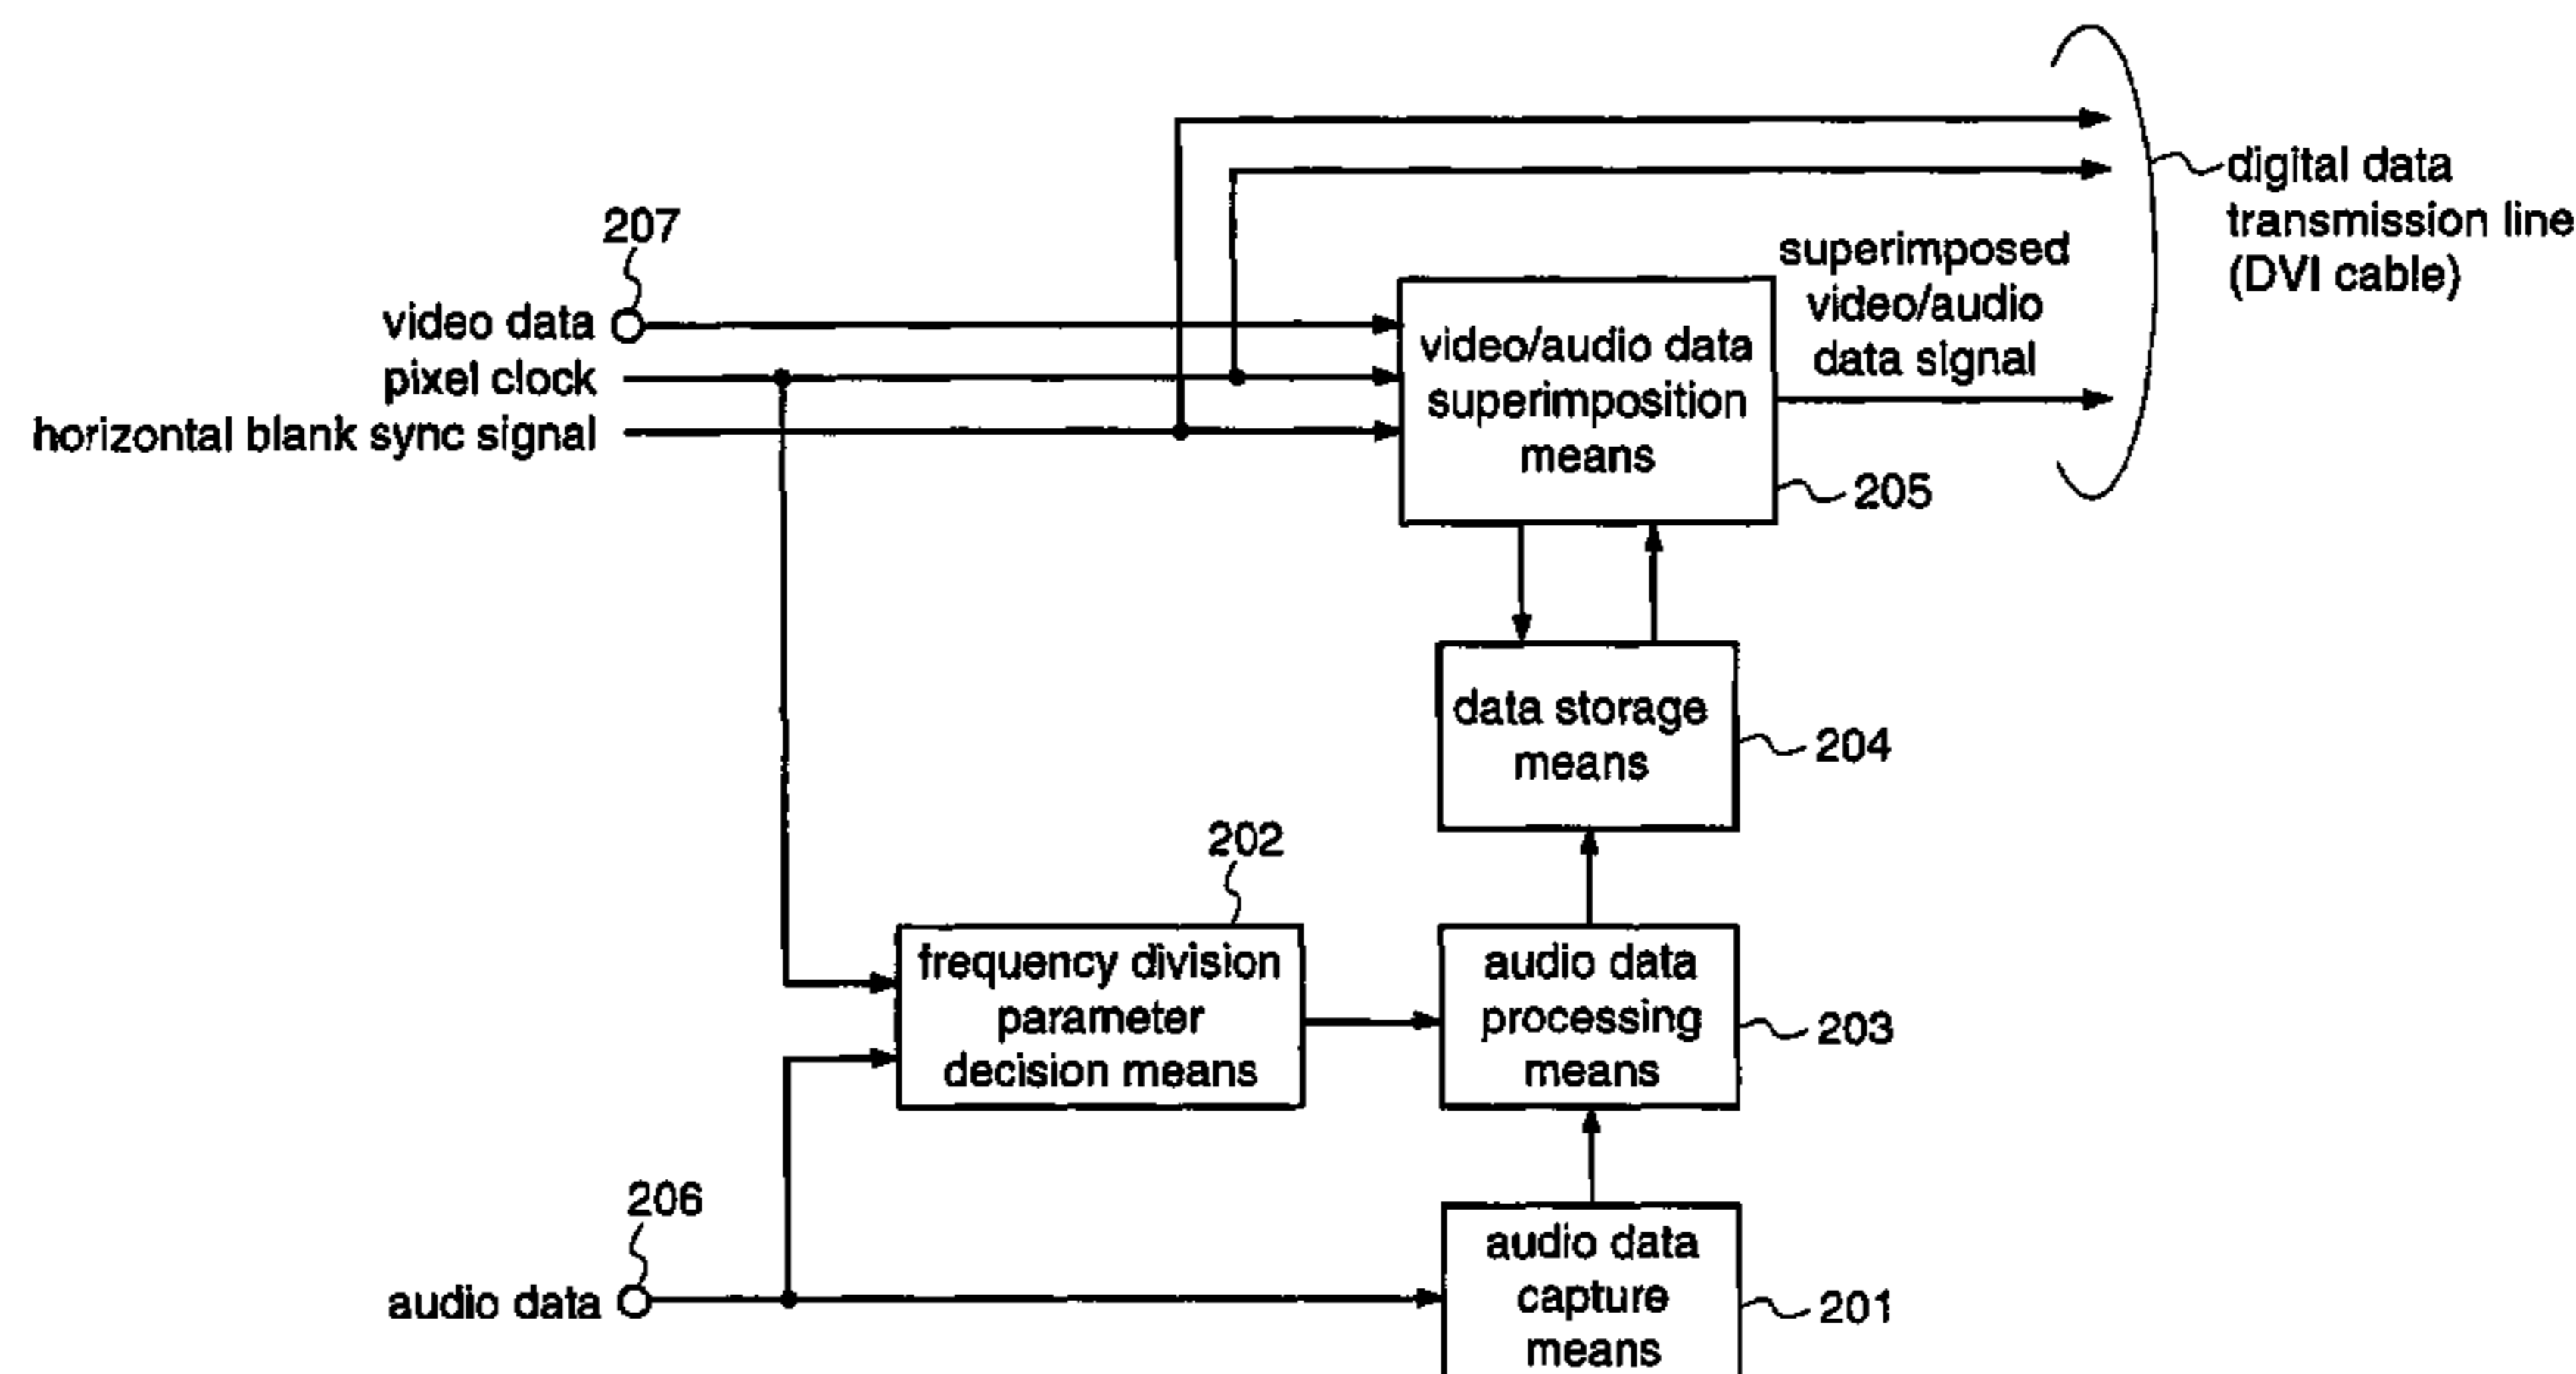 digital data
transmission line
(DVI cable)
207
superimposed
video/audio
data signal
video data
pixel clock
horizontal blank sync signal
video/audio data
superimposition
means
205
data storage
means
204
202
frequency division
parameter
decision means
audio data
processing
means
203
206
audio data
audio data
capture
means
201